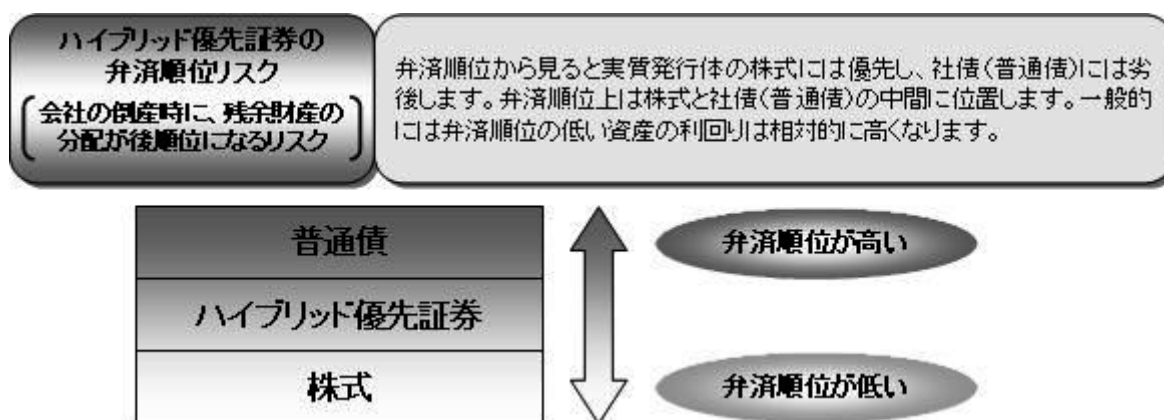 ハイブリッド優先証券の
弁済順位リスク
会社の倒産時に、残余財産の
分配が後順位になるリスク
弁済順位から見ると実質発行体の株式には優先し、社債(普通債)には劣
後します。弁済順位上は株式と社債(普通債)の中間に位置します。一般的
には弁済順位の低い資産の利回りは相対的に高くなります。
普通債
弁済順位が高い
ハイブリッド優先証券
株式
弁済順位が低い